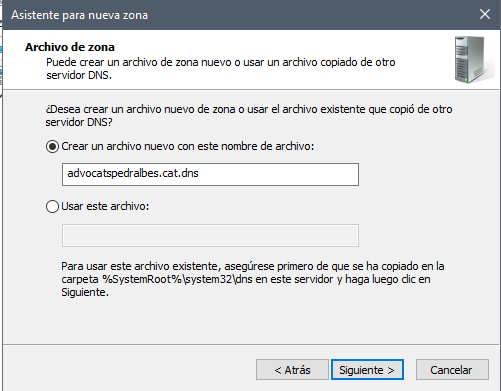 Asistente para nueva zona
Archivo de zona
Puede crear un archivo de zona nuevo o usar un archivo copiado de otro
servidor DNS.
¿Desea crear un archivo nuevo de zona o usar el archivo existente que copió de otro
servidor DNS?
Crear un archivo nuevo con este nombre de archivo:
advocatspedralbes.cat.dns
Usar este archivo:
Para usar este archivo existente, asegúrese primero de que se ha copiado en la
carpeta %SystemRoot%\system32\dns en este servidor y haga luego clic en
Siguiente.
< Atrás
Siguiente >
Cancelar